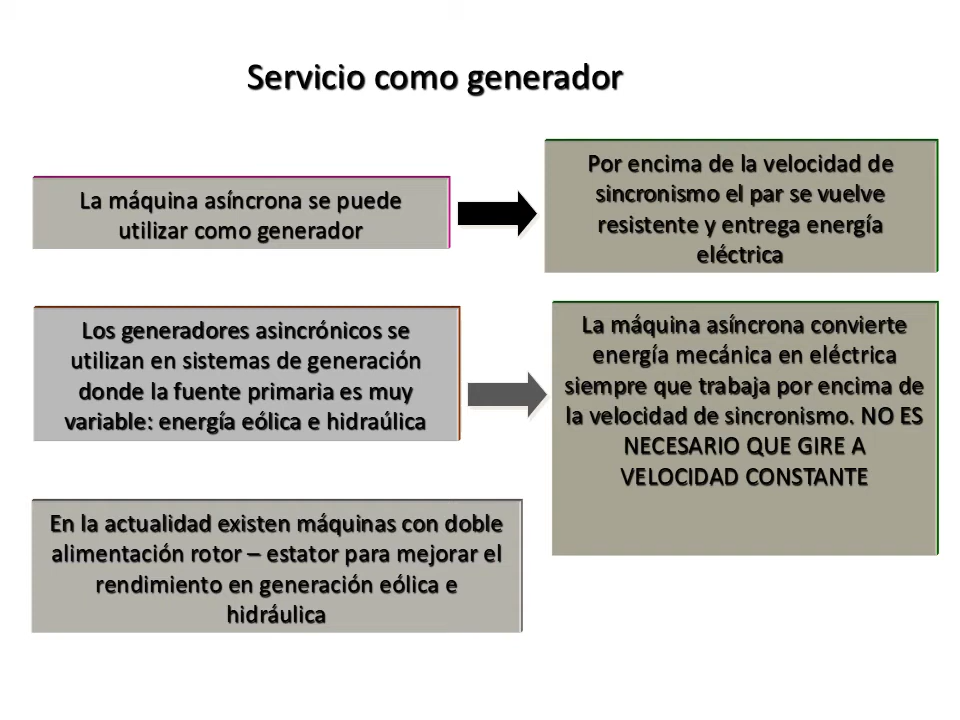 Servicio como generador
La máquina asíncrona se puede
utilizar como generador
Por encima de la velocidad de
sincronismo el par se vuelve
resistente y entrega energía
eléctrica
Los generadores asincrónicos se
utilizan en sistemas de generación
donde la fuente primaria es muy
variable: energía eólica e hidraúlica
La máquina asíncrona convierte
energía mecánica en eléctrica
siempre que trabaja por encima de
la velocidad de sincronismo. NO ES
NECESARIO QUE GIRE A
VELOCIDAD CONSTANTE
En la actualidad existen máquinas con doble
alimentación rotor – estator para mejorar el
rendimiento en generación eólica e
hidráulica